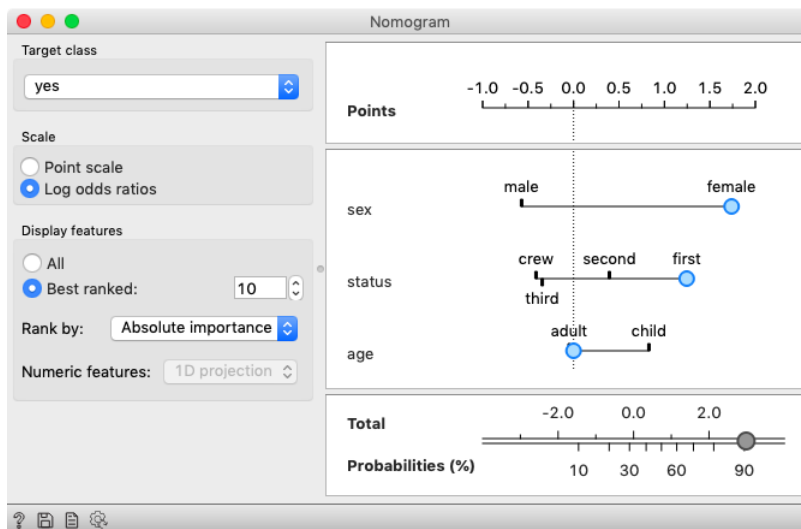 Nomogram
Target class
yes
Scale
Point scale
Log odds ratios
Display features
All
Best ranked: 10
Rank by: Absolute importance
Numeric features: 1D projection
-1.0 -0.5 0.0 0.5 1.0 1.5 2.0
Points
male female
sex
crew second first
status
third
adult child
age
-2.0 0.0 2.0
Total
Probabilities (%)
10 30 60 90
?